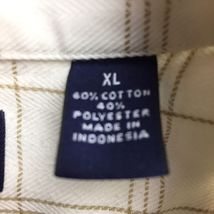 XL
60% COTTON
40%
POLYESTER
MADE IN
INDONESIA